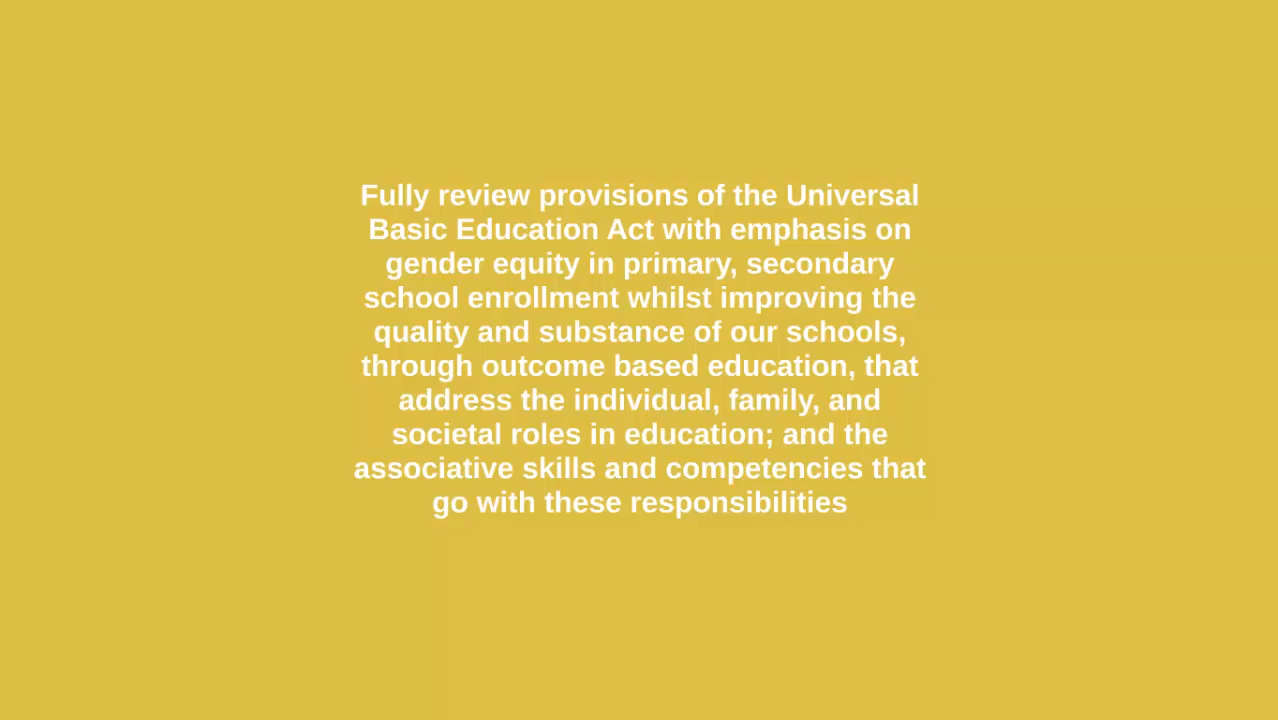 Fully review provisions of the Universal
Basic Education Act with emphasis on
gender equity in primary, secondary
school enrollment whilst improving the
quality and substance of our schools,
through outcome based education, that
address the individual, family, and
societal roles in education; and the
associative skills and competencies that
go with these responsibilities